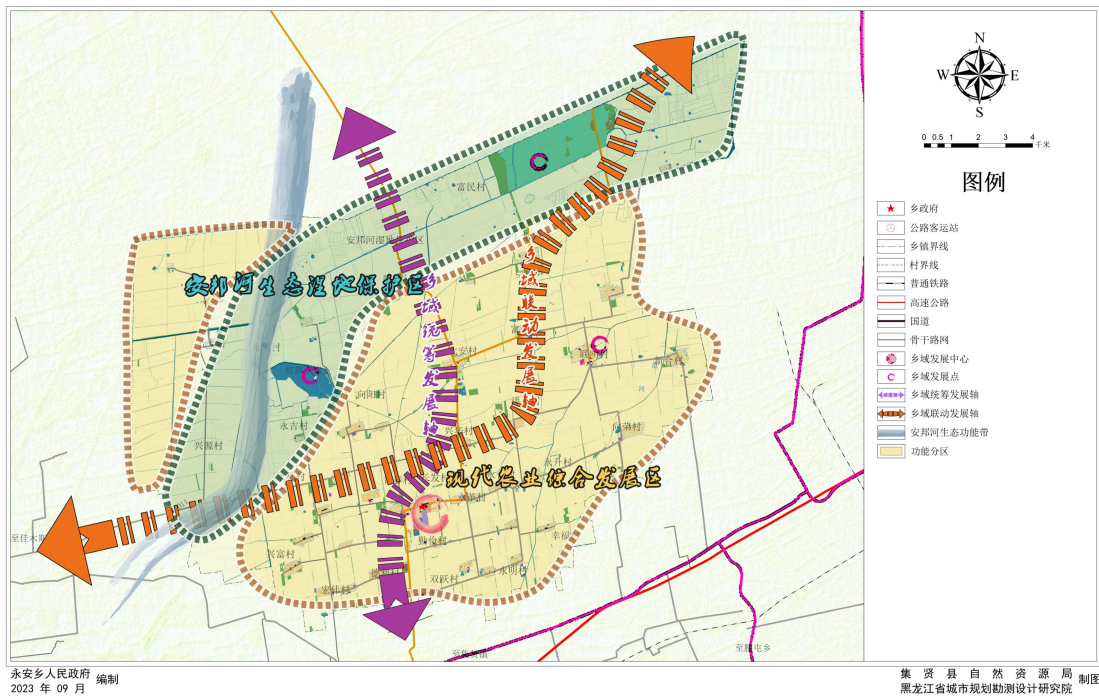 N
W
E
S
0 0.5 1 2 3 4
千米
图例
乡政府
公路客运站
乡镇界线
村界线
普通铁路
高速公路
国道
骨干路网
乡域发展中心
乡域发展点
乡域统筹发展轴
乡域联动发展轴
安邦河生态功能带
功能分区
富民村
安邦河湿地
区
安邦河生态湿地保护区
乡域统筹发展轴
乡域联动发展轴
现代农业综合发展区
向阳村
永吉村
兴源村
永升村
勤俭村
兴富村
双跃村
永明村
幸福
至佳木斯
永安乡人民政府 编制
2023 年 09 月
集贤县自然资源局
黑龙江省城市规划勘测设计研究院
制图